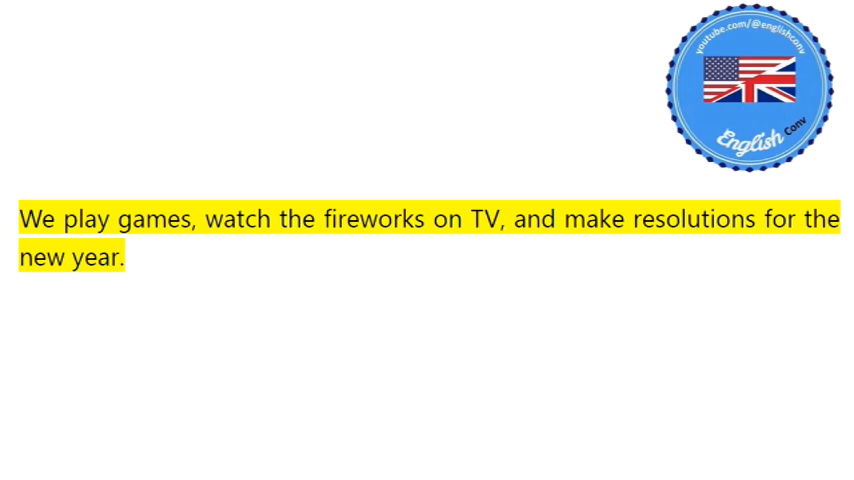 youtube.com/@englishconv
English Conv
We play games, watch the fireworks on TV, and make resolutions for the
new year.